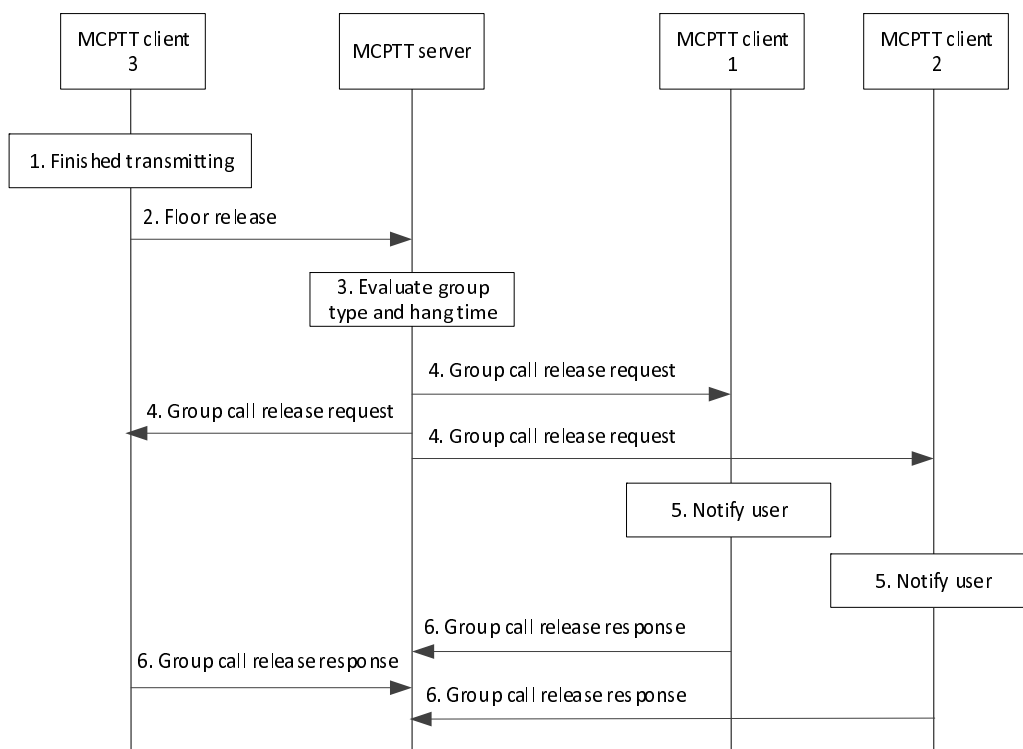 MCPTT client
3
MCPTT server
MCPTT client
1
MCPTT client
2
1. Finished transmitting
2. Floor release
3. Evaluate group
type and hang time
4. Group call release request
4. Group call release request
4. Group call release request
5. Notify user
5. Notify user
6. Group call release response
6. Group call release response
6. Group call release response